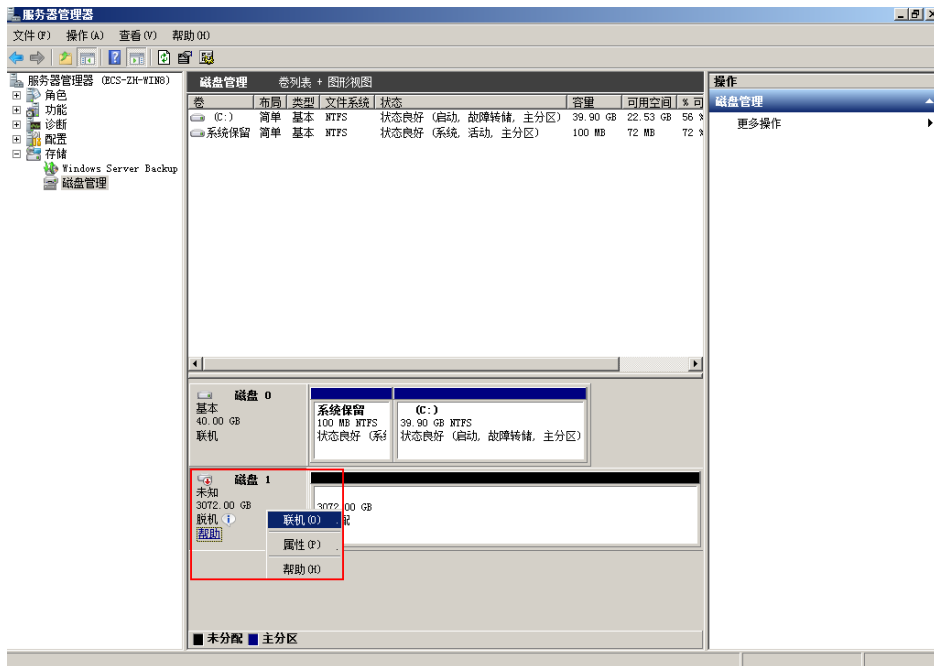 服务器管理器
文件(F) 操作(A) 查看(V) 帮助(H)
服务器管理器 (ECS-ZH-WIN8)
角色
功能
诊断
配置
存储
Windows Server Backup
磁盘管理
磁盘管理 卷列表 + 图形视图
卷 布局 类型 文件系统 状态 容量 可用空间 % 可
(C:) 简单 基本 NTFS 状态良好 (启动, 故障转储, 主分区) 39.90 GB 22.53 GB 56 %
系统保留 简单 基本 NTFS 状态良好 (系统, 活动, 主分区) 100 MB 72 MB 72 %
操作
磁盘管理
更多操作
磁盘 0
基本
40.00 GB
联机
系统保留
100 MB NTFS
状态良好 (系
(C:)
39.90 GB NTFS
状态良好 (启动, 故障转储, 主分区)
磁盘 1
未知
3072.00 GB
脱机
帮助
3072.00 GB
配
联机(O)
属性(P)
帮助(H)
未分配 主分区